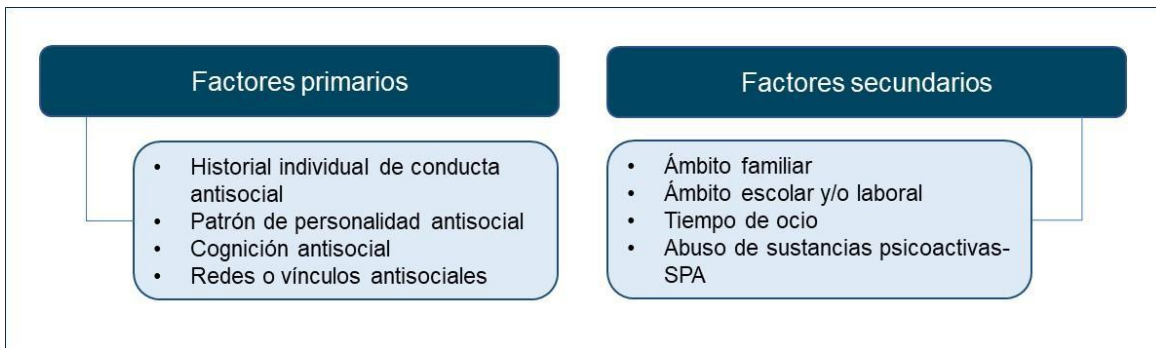 Factores primarios
• Historial individual de conducta
antisocial
• Patrón de personalidad antisocial
• Cognición antisocial
• Redes o vínculos antisociales
Factores secundarios
• Ámbito familiar
• Ámbito escolar y/o laboral
• Tiempo de ocio
• Abuso de sustancias psicoactivas-
SPA